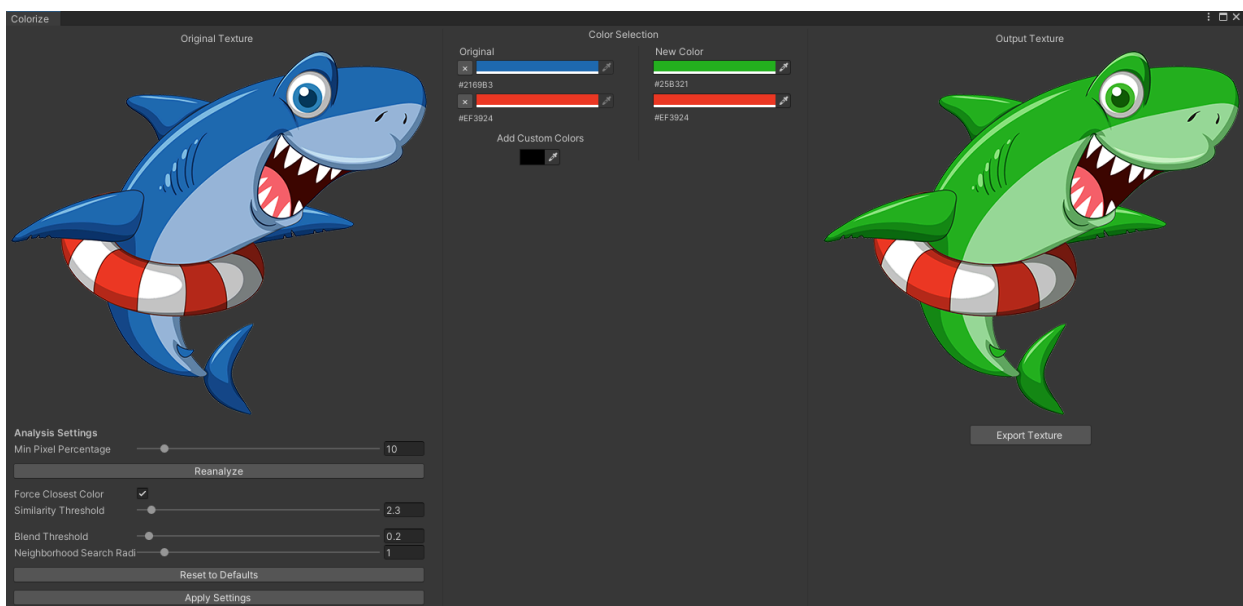 Colorize
Original Texture
Color Selection
Output Texture
Original
New Color
#2169B3
#25B321
#EF3924
#EF3924
Add Custom Colors
Analysis Settings
Min Pixel Percentage 10
Reanalyze
Force Closest Color
Similarity Threshold 2.3
Blend Threshold 0.2
Neighborhood Search Radi 1
Reset to Defaults
Apply Settings
Export Texture